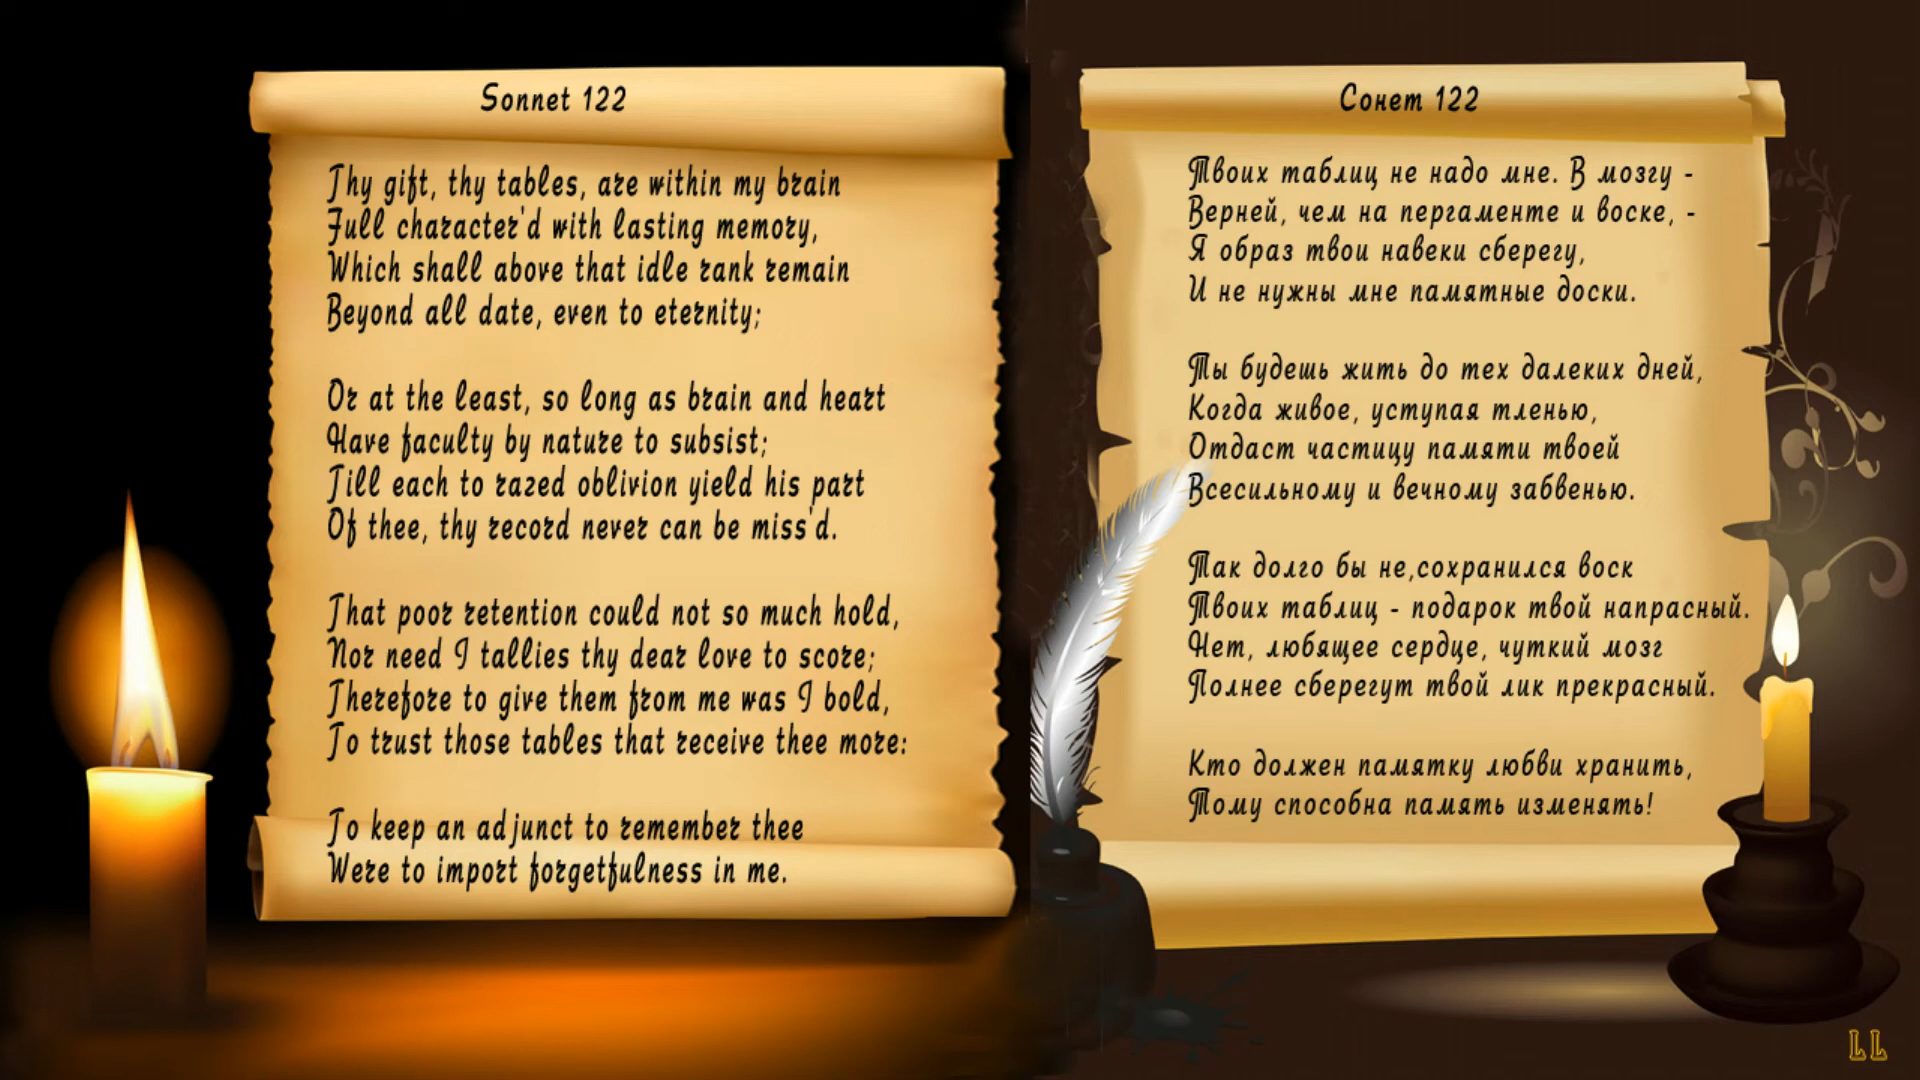 Sonnet 122
Thy gift, thy tables, are within my brain
Full character'd with lasting memory,
Which shall above that idle rank remain
Beyond all date, even to eternity;
Or at the least, so long as brain and heart
Have faculty by nature to subsist;
Till each to razed oblivion yield his part
Of thee, thy record never can be miss'd.
That poor retention could not so much hold,
Nor need I tallies thy dear love to score;
Therefore to give them from me was I bold,
To trust those tables that receive thee more:
To keep an adjunct to remember thee
Were to import forgetfulness in me.
Сонет 122
Твоих таблиц не надо мне. В мозгу -
Верней, чем на пергаменте и воске, -
Я образ твои навеки сберегу,
И не нужны мне памятные доски.
Ты будешь жить до тех далеких дней,
Когда живое, уступая тленью,
Отдаст частицу памяти твоей
Всесильному и вечному забвенью.
Так долго бы не,сохранился воск
Твоих таблиц - подарок твой напрасный.
Нет, любящее сердце, чуткий мозг
Полнее сберегут твой лик прекрасный.
Кто должен памятку любви хранить,
Тому способна память изменять!
LL